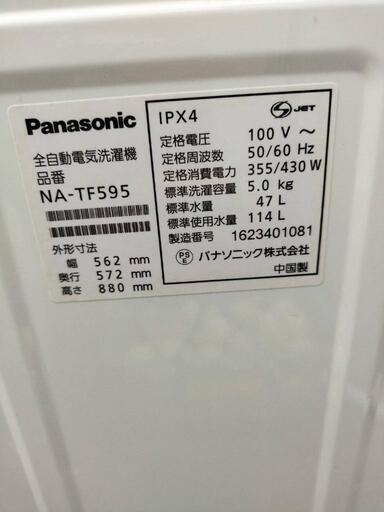 Panasonic
全自動電気洗濯機
品番
NA-TF595
外形寸法
幅 562 mm
奥行 572 mm
高さ 880 mm
IPX4
S JET
定格電圧 100 V ～
定格周波数 50/60 Hz
定格消費電力 355/430 W
標準洗濯容量 5.0 kg
標準水量 47 L
標準使用水量 114 L
製造番号 1623401081
PSE パナソニック株式会社
中国製